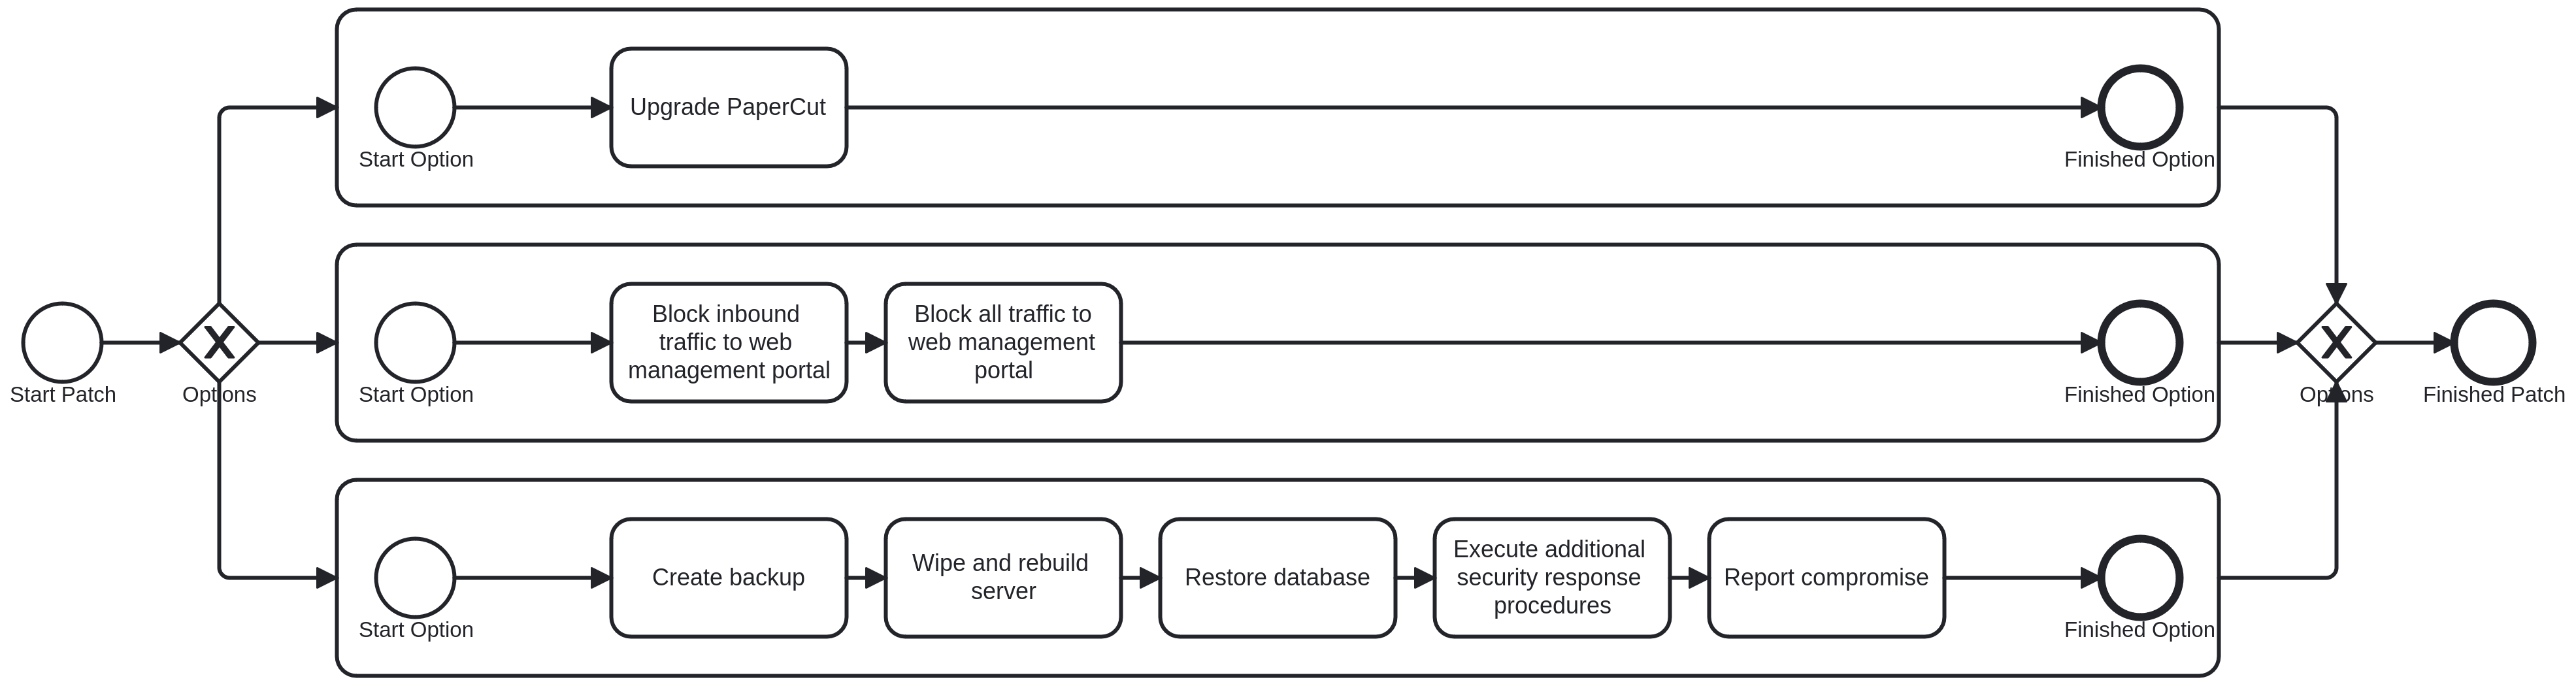 Upgrade PaperCut
Start Option
Finished Option
Start Patch
X
Options
Block inbound
traffic to web
management portal
Block all traffic to
web management
portal
Start Option
Finished Option
X
Options
Finished Patch
Create backup
Wipe and rebuild
server
Restore database
Execute additional
security response
procedures
Report compromise
Start Option
Finished Option